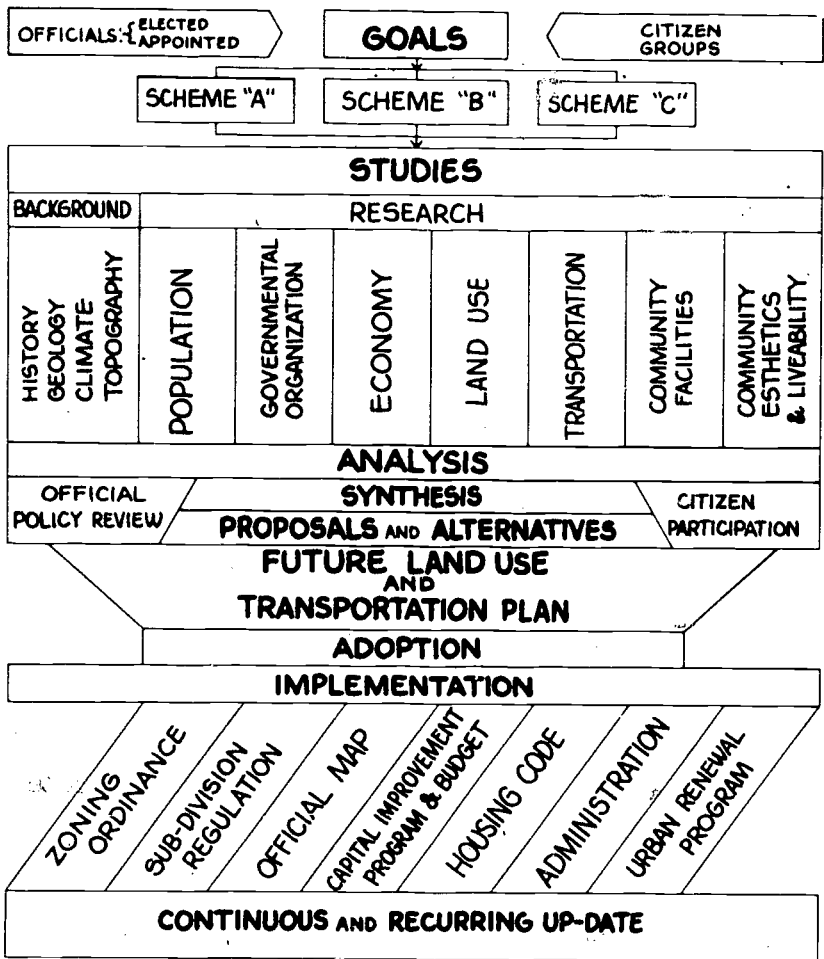 OFFICIALS: { ELECTED
APPOINTED
GOALS
CITIZEN
GROUPS
SCHEME "A"
SCHEME "B"
SCHEME "C"
STUDIES
BACKGROUND
RESEARCH
HISTORY
GEOLOGY
CLIMATE
TOPOGRAPHY
POPULATION
GOVERNMENTAL
ORGANIZATION
ECONOMY
LAND USE
TRANSPORTATION
COMMUNITY
FACILITIES
COMMUNITY
ESTHETICS
& LIVEABILITY
ANALYSIS
OFFICIAL
POLICY REVIEW
SYNTHESIS
PROPOSALS AND ALTERNATIVES
CITIZEN
PARTICIPATION
FUTURE LAND USE
AND
TRANSPORTATION PLAN
ADOPTION
IMPLEMENTATION
ZONING
ORDINANCE
SUB-DIVISION
REGULATION
OFFICIAL MAP
CAPITAL IMPROVEMENT
PROGRAM & BUDGET
HOUSING CODE
ADMINISTRATION
URBAN RENEWAL
PROGRAM
CONTINUOUS AND RECURRING UP-DATE